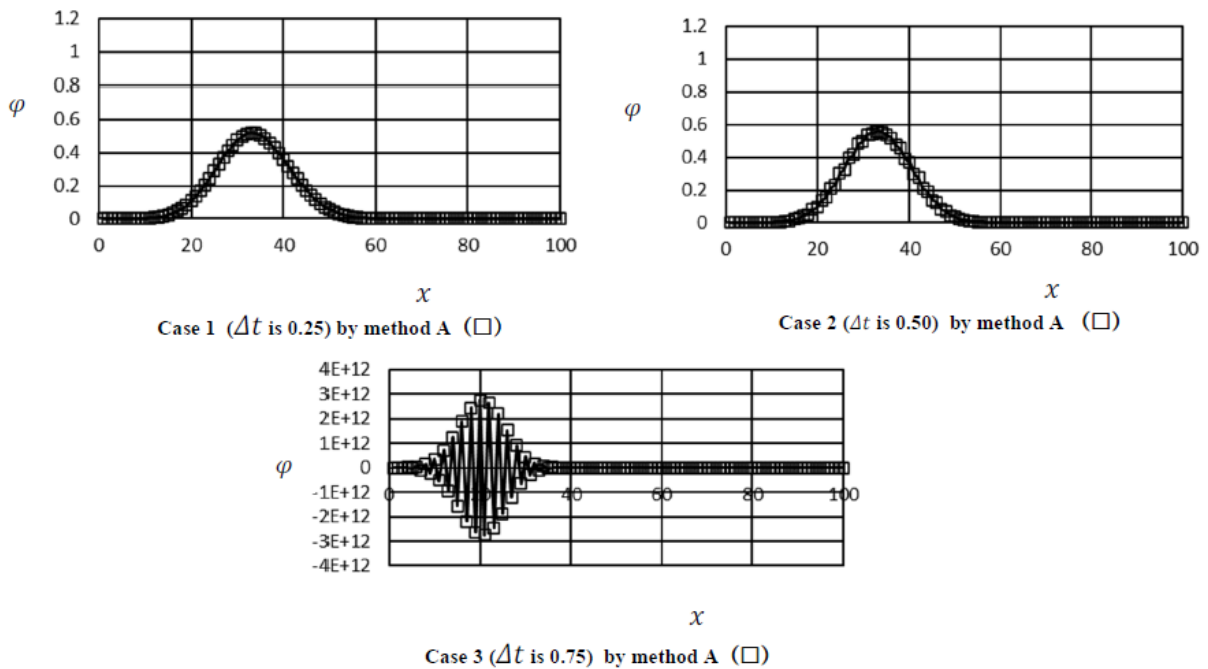 1.2
1
0.8
0.6
0.4
0.2
0
φ
0 20 40 60 80 100
x
Case 1 (Δt is 0.25) by method A (□)
1.2
1
0.8
0.6
0.4
0.2
0
φ
0 20 40 60 80 100
x
Case 2 (Δt is 0.50) by method A (□)
4E+12
3E+12
2E+12
1E+12
0
-1E+12
-2E+12
-3E+12
-4E+12
φ
0 20 40 60 80 100
x
Case 3 (Δt is 0.75) by method A (□)